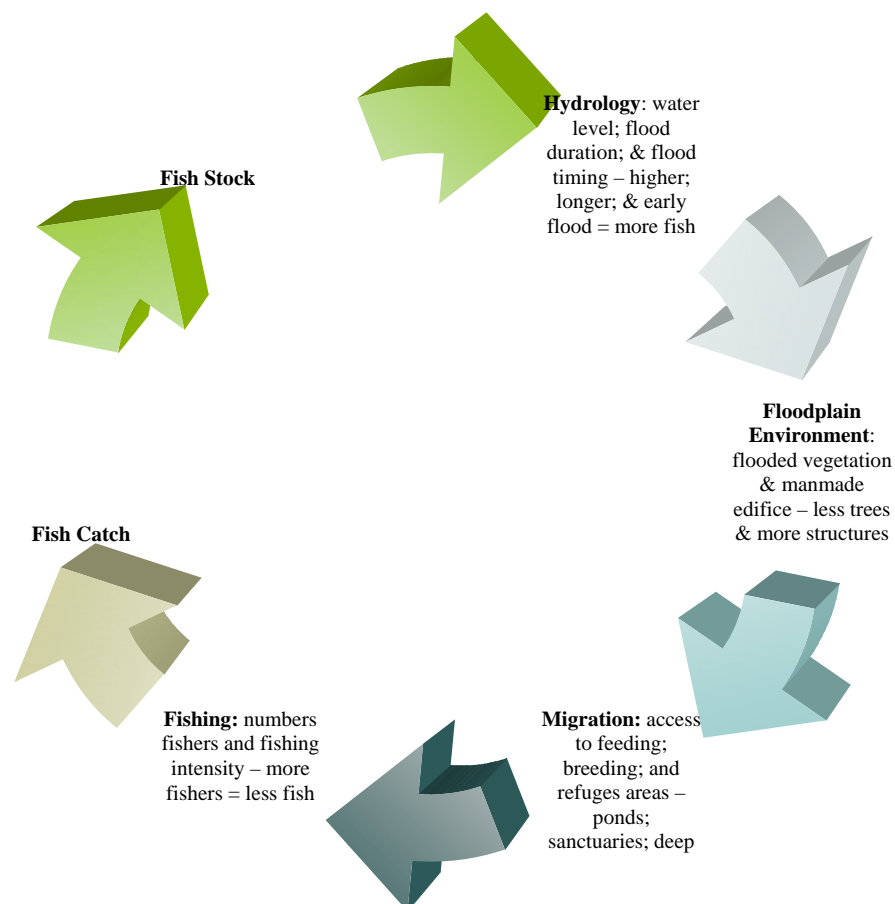 Fish Stock
Hydrology: water
level; flood
duration; & flood
timing – higher;
longer; & early
flood = more fish
Floodplain
Environment:
flooded vegetation
& manmade
edifice – less trees
& more structures
Migration: access
to feeding;
breeding; and
refuges areas –
ponds;
sanctuaries; deep
Fishing: numbers
fishers and fishing
intensity – more
fishers = less fish
Fish Catch